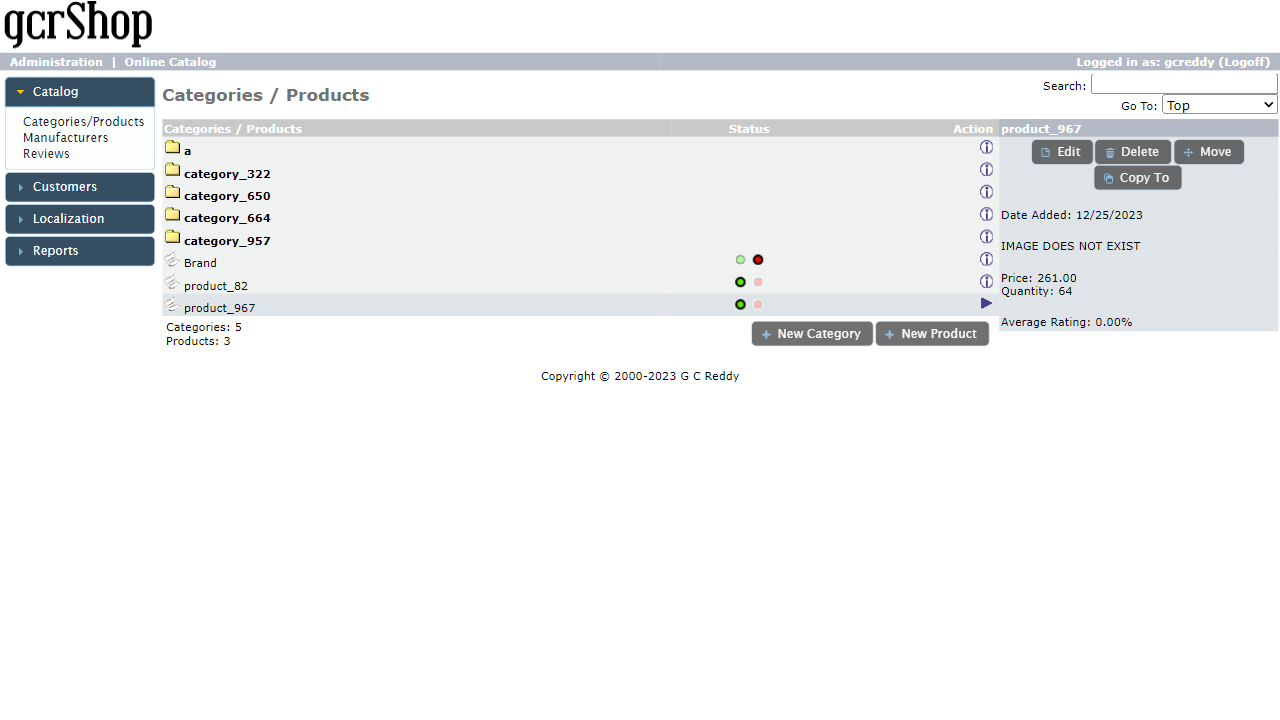 gcrShop
Administration | Online Catalog
Logged in as: gcreddy (Logoff)
Catalog
Categories/Products
Manufacturers
Reviews
Customers
Localization
Reports
Categories / Products
Search:
Go To: Top
Categories / Products Status Action
a
category_322
category_650
category_664
category_957
Brand
product_82
product_967
Categories: 5
Products: 3
New Category New Product
product_967
Edit Delete Move
Copy To
Date Added: 12/25/2023
IMAGE DOES NOT EXIST
Price: 261.00
Quantity: 64
Average Rating: 0.00%
Copyright © 2000-2023 G C Reddy